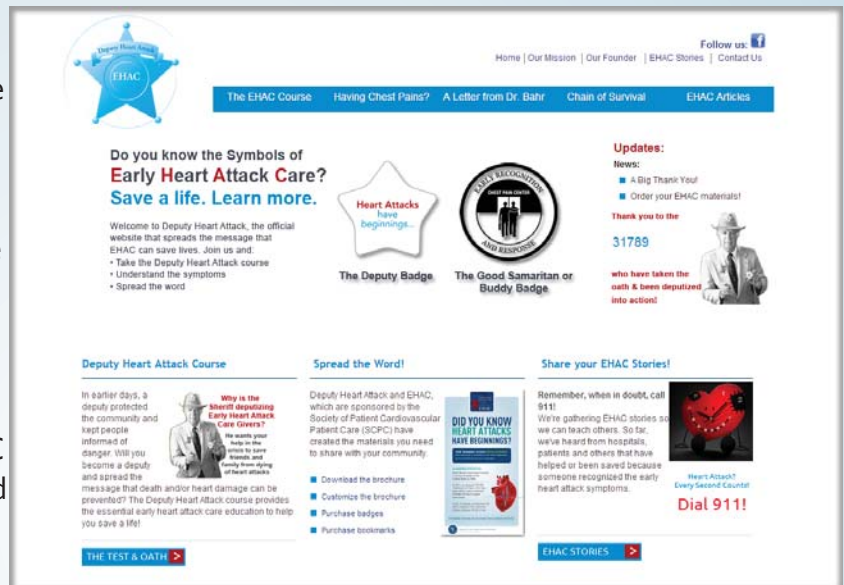 Follow us:
Home | Our Mission | Our Founder | EHAC Stories | Contact Us
Deputy Heart Attack
EHAC
The EHAC Course
Having Chest Pains?
A Letter from Dr. Bahr
Chain of Survival
EHAC Articles
Do you know the Symbols of
Early Heart Attack Care?
Save a life. Learn more.
Welcome to Deputy Heart Attack, the official
website that spreads the message that
EHAC can save lives. Join us and:
• Take the Deputy Heart Attack course
• Understand the symptoms
• Spread the word
Heart Attacks
have
beginnings...
The Deputy Badge
EARLY RECOGNITION
CHEST PAIN CENTER
AND RESPONSE
The Good Samaritan or
Buddy Badge
Updates:
News:
A Big Thank You!
Order your EHAC materials!
Thank you to the
31789
who have taken the
oath & been deputized
into action!
Deputy Heart Attack Course
In earlier days, a
deputy protected
the community and
kept people
informed of
danger. Will you
become a deputy
and spread the
message that death and/or heart damage can be
prevented? The Deputy Heart Attack course provides
the essential early heart attack care education to help
you save a life!
Why is the
Sheriff deputizing
Early Heart Attack
Care Givers?
He wants your
help in the
crisis to save
friends and
family from dying
of heart attacks
THE TEST & OATH >
Spread the Word!
Deputy Heart Attack and EHAC,
which are sponsored by the
Society of Patient Cardiovascular
Patient Care (SCPC) have
created the materials you need
to share with your community.
Download the brochure
Customize the brochure
Purchase badges
Purchase bookmarks
DID YOU KNOW
HEART ATTACKS
HAVE BEGINNINGS?
Share your EHAC Stories!
Remember, when in doubt, call
911!
We're gathering EHAC stories so
we can teach others. So far,
we've heard from hospitals,
patients and others that have
helped or been saved because
someone recognized the early
heart attack symptoms.
Heart Attack?
Every Second Counts!
Dial 911!
EHAC STORIES >